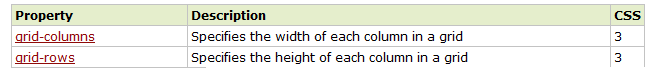 Property Description CSS
grid-columns Specifies the width of each column in a grid 3
grid-rows Specifies the height of each column in a grid 3